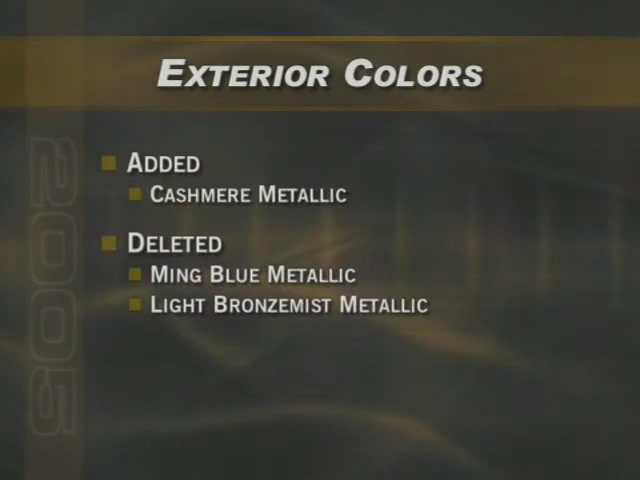 EXTERIOR COLORS
2005
ADDED
CASHMERE METALLIC
DELETED
MING BLUE METALLIC
LIGHT BRONZEMIST METALLIC